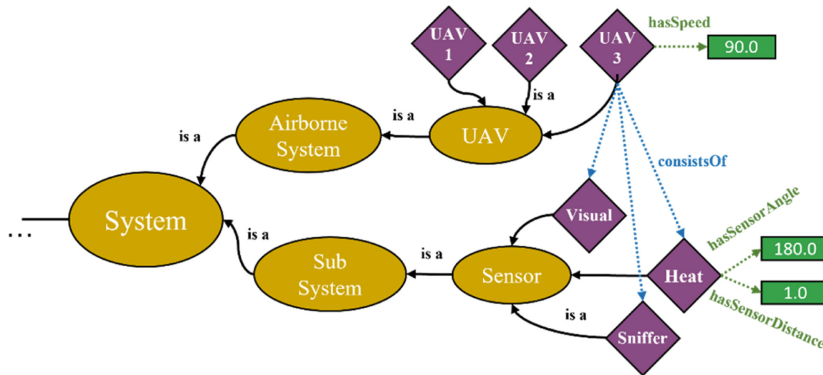 hasSpeed
UAV
1
UAV
2
UAV
3
90.0
is a
is a
Airborne
System
is a
UAV
consistsOf
System
...
Visual
hasSensorAngle
is a
Sub
System
is a
Sensor
Heat
180.0
1.0
is a
Sniffer
hasSensorDistance